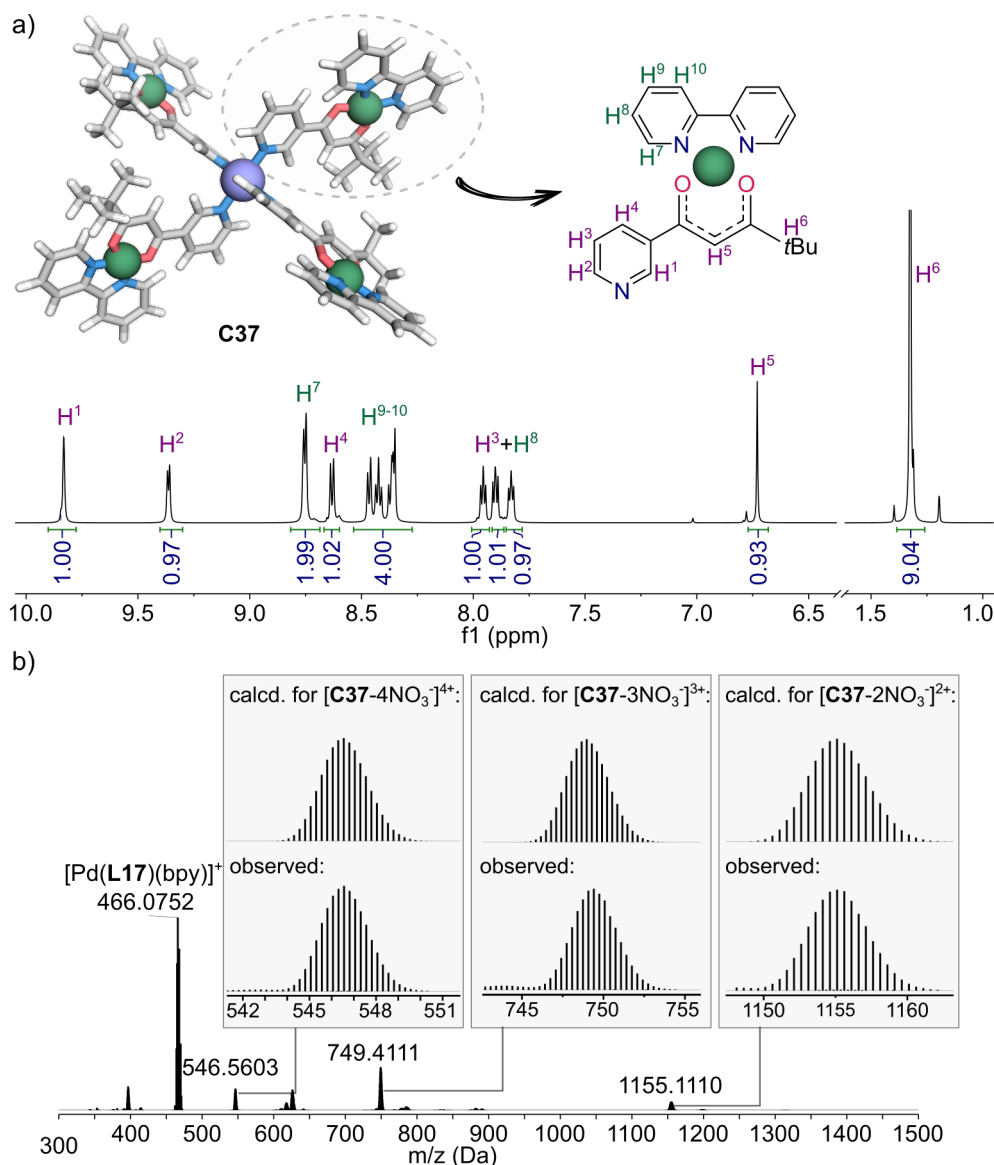 a)
H⁹ H¹⁰
H⁸
N N
H⁷
O O
H⁴ H⁶
H³
H⁵ tBu
H² H¹
N
C37
H¹ H² H⁷ H⁴ H⁹⁻¹⁰ H³+H⁸ H⁵ H⁶
1.00 0.97 1.99 1.02 4.00 1.00 1.01 0.97 0.93 9.04
10.0 9.5 9.0 8.5 8.0 7.5 7.0 6.5 1.5 1.0
f1 (ppm)
b)
calcd. for [C37-4NO₃⁻]⁴⁺: calcd. for [C37-3NO₃⁻]³⁺: calcd. for [C37-2NO₃⁻]²⁺:
observed: observed: observed:
[Pd(L17)(bpy)]⁺
466.0752
542 545 548 551 745 750 755 1150 1155 1160
546.5603 749.4111 1155.1110
300 400 500 600 700 800 900 1000 1100 1200 1300 1400 1500
m/z (Da)